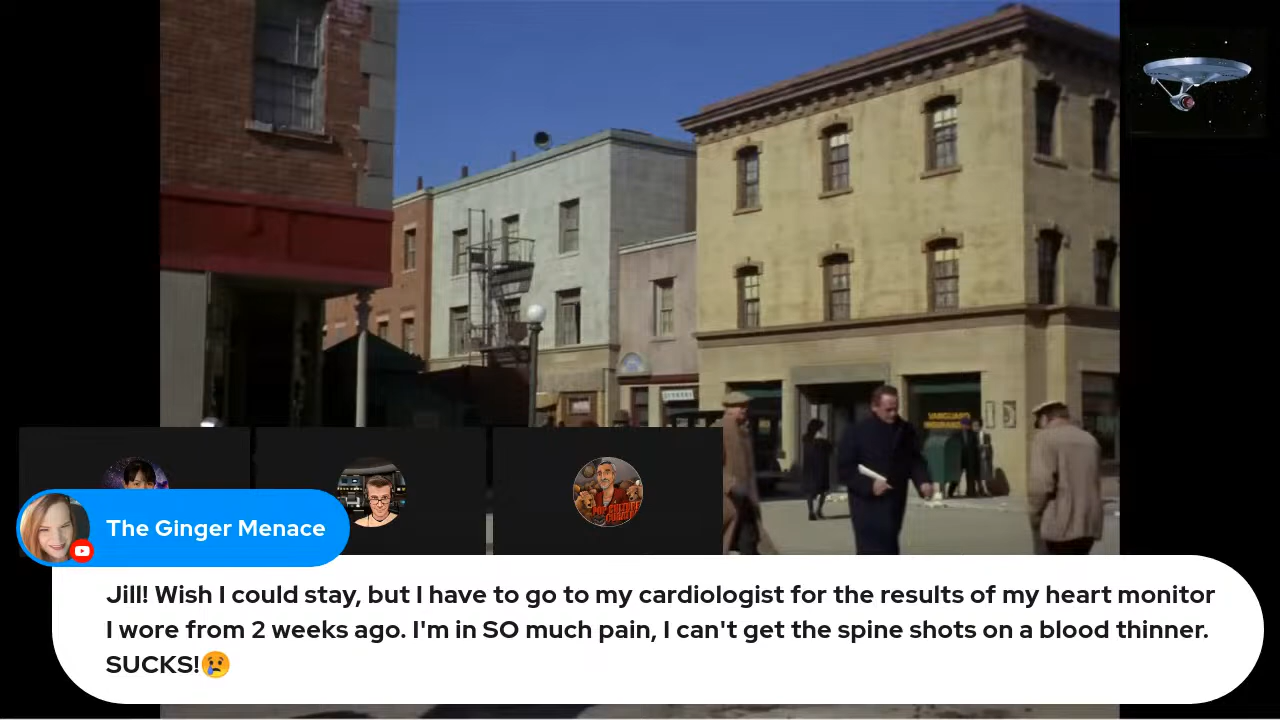 VANGUARD
INSURANCE
The Ginger Menace
Jill! Wish I could stay, but I have to go to my cardiologist for the results of my heart monitor
I wore from 2 weeks ago. I'm in SO much pain, I can't get the spine shots on a blood thinner.
SUCKS!😢